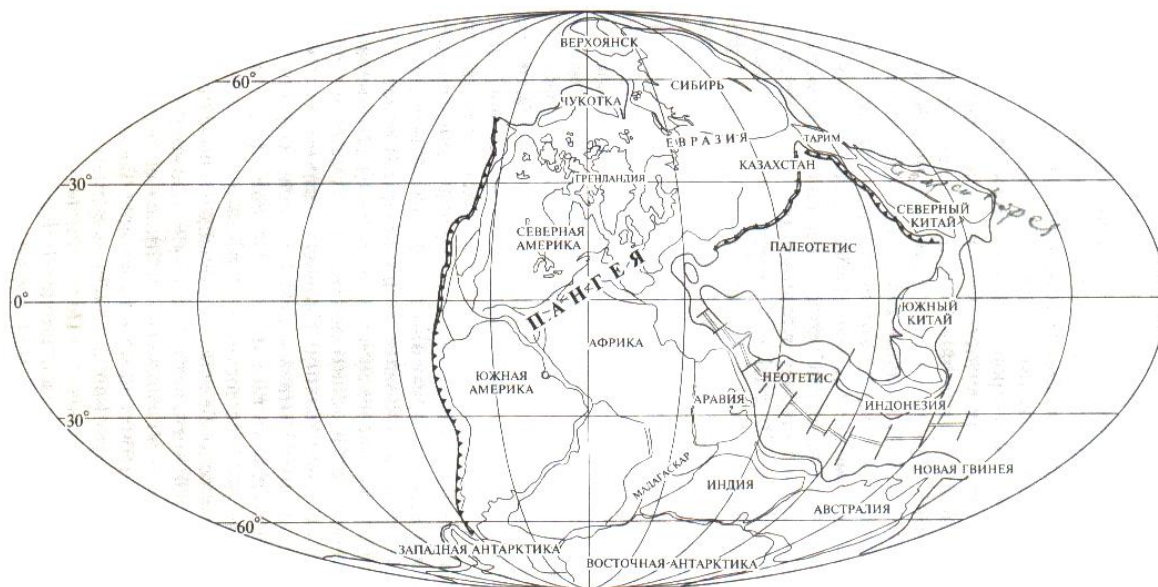 ВЕРХОЯНСК
60°
СИБИРЬ
ЧУКОТКА
ЕВРАЗИЯ
ТАРИМ
КАЗАХСТАН
ГРЕНЛАНДИЯ
30°
СЕВЕРНЫЙ
КИТАЙ
СЕВЕРНАЯ
АМЕРИКА
ПАЛЕОТЕТИС
ПАНГЕЯ
0°
ЮЖНЫЙ
КИТАЙ
АФРИКА
ЮЖНАЯ
АМЕРИКА
НЕОТЕТИС
АРАВИЯ
ИНДОНЕЗИЯ
30°
МАДАГАСКАР
ИНДИЯ
НОВАЯ ГВИНЕЯ
АВСТРАЛИЯ
60°
ЗАПАДНАЯ АНТАРКТИКА
ВОСТОЧНАЯ АНТАРКТИКА